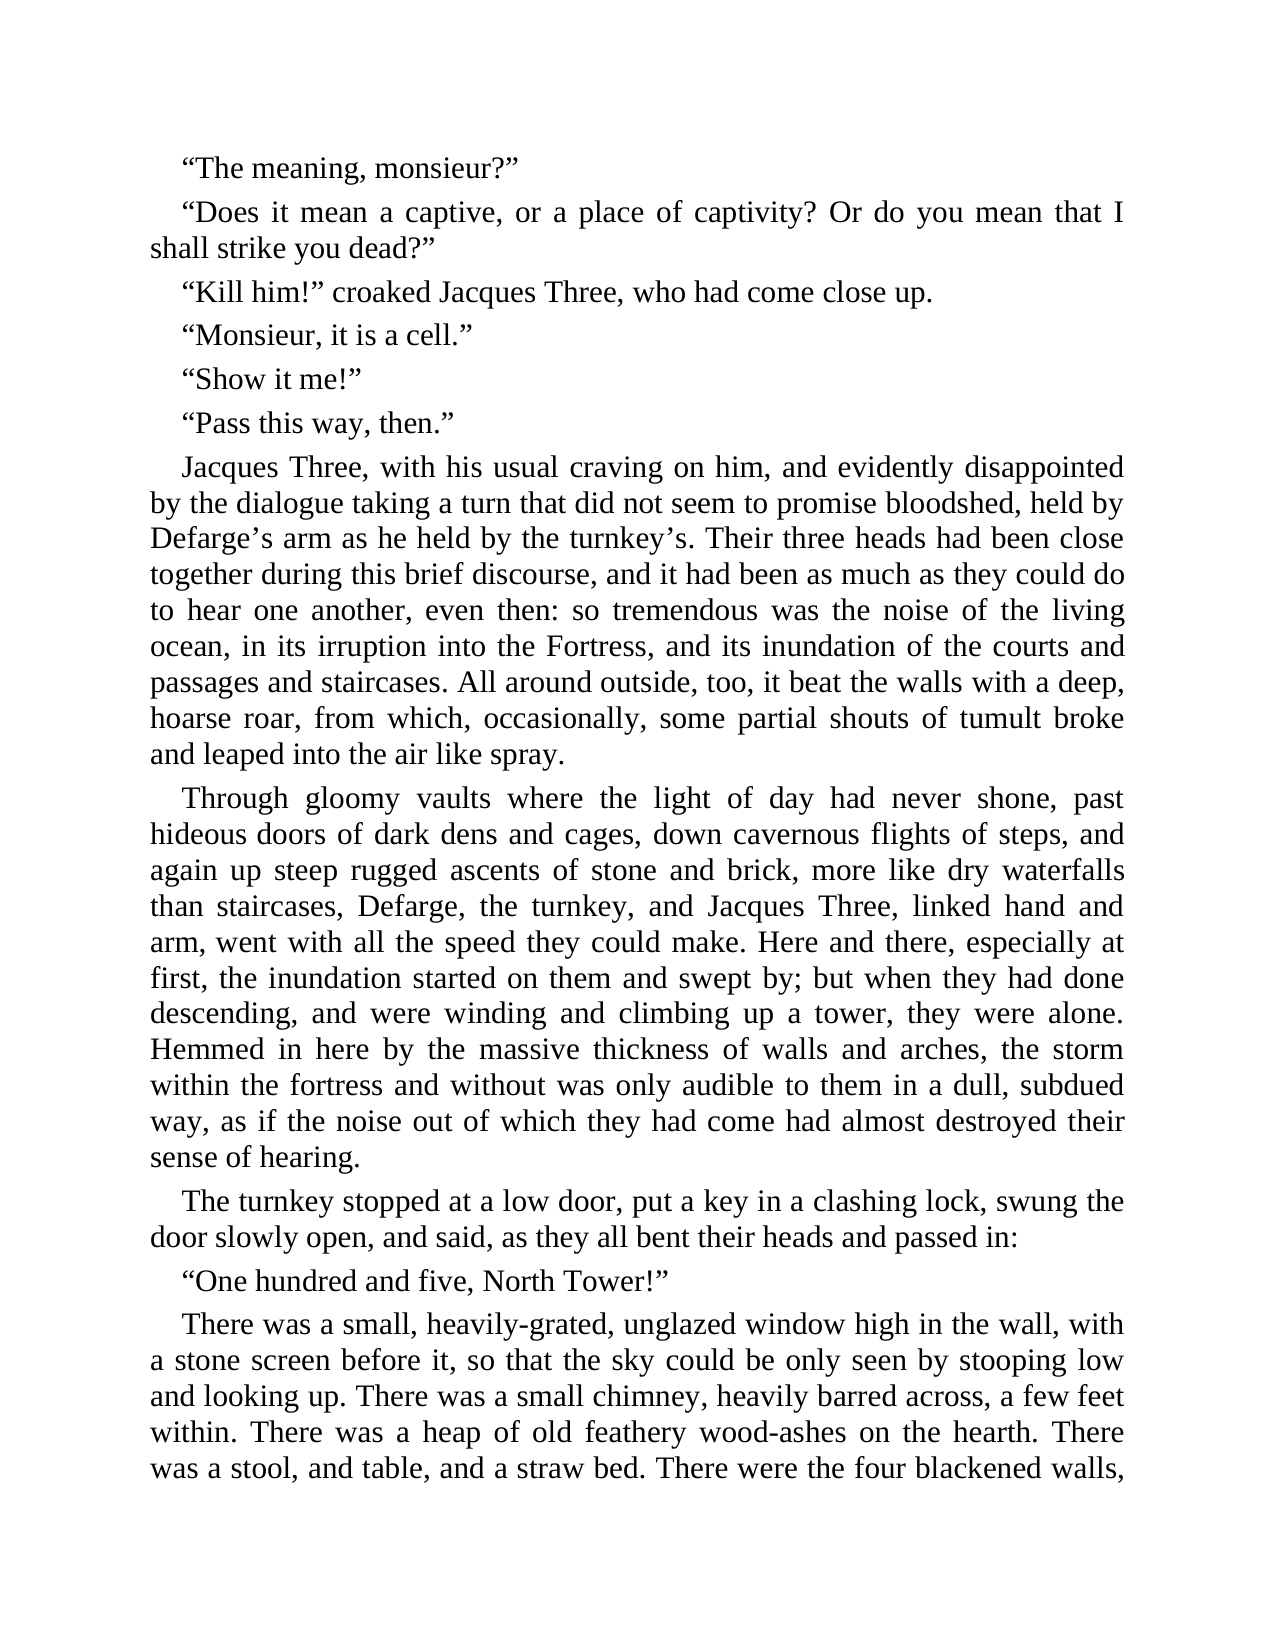 “The meaning, monsieur?”
“Does it mean a captive, or a place of captivity? Or do you mean that I
shall strike you dead?”
“Kill him!” croaked Jacques Three, who had come close up.
“Monsieur, it is a cell.”
“Show it me!”
“Pass this way, then.”
Jacques Three, with his usual craving on him, and evidently disappointed
by the dialogue taking a turn that did not seem to promise bloodshed, held by
Defarge’s arm as he held by the turnkey’s. Their three heads had been close
together during this brief discourse, and it had been as much as they could do
to hear one another, even then: so tremendous was the noise of the living
ocean, in its irruption into the Fortress, and its inundation of the courts and
passages and staircases. All around outside, too, it beat the walls with a deep,
hoarse roar, from which, occasionally, some partial shouts of tumult broke
and leaped into the air like spray.
Through gloomy vaults where the light of day had never shone, past
hideous doors of dark dens and cages, down cavernous flights of steps, and
again up steep rugged ascents of stone and brick, more like dry waterfalls
than staircases, Defarge, the turnkey, and Jacques Three, linked hand and
arm, went with all the speed they could make. Here and there, especially at
first, the inundation started on them and swept by; but when they had done
descending, and were winding and climbing up a tower, they were alone.
Hemmed in here by the massive thickness of walls and arches, the storm
within the fortress and without was only audible to them in a dull, subdued
way, as if the noise out of which they had come had almost destroyed their
sense of hearing.
The turnkey stopped at a low door, put a key in a clashing lock, swung the
door slowly open, and said, as they all bent their heads and passed in:
“One hundred and five, North Tower!”
There was a small, heavily-grated, unglazed window high in the wall, with
a stone screen before it, so that the sky could be only seen by stooping low
and looking up. There was a small chimney, heavily barred across, a few feet
within. There was a heap of old feathery wood-ashes on the hearth. There
was a stool, and table, and a straw bed. There were the four blackened walls,